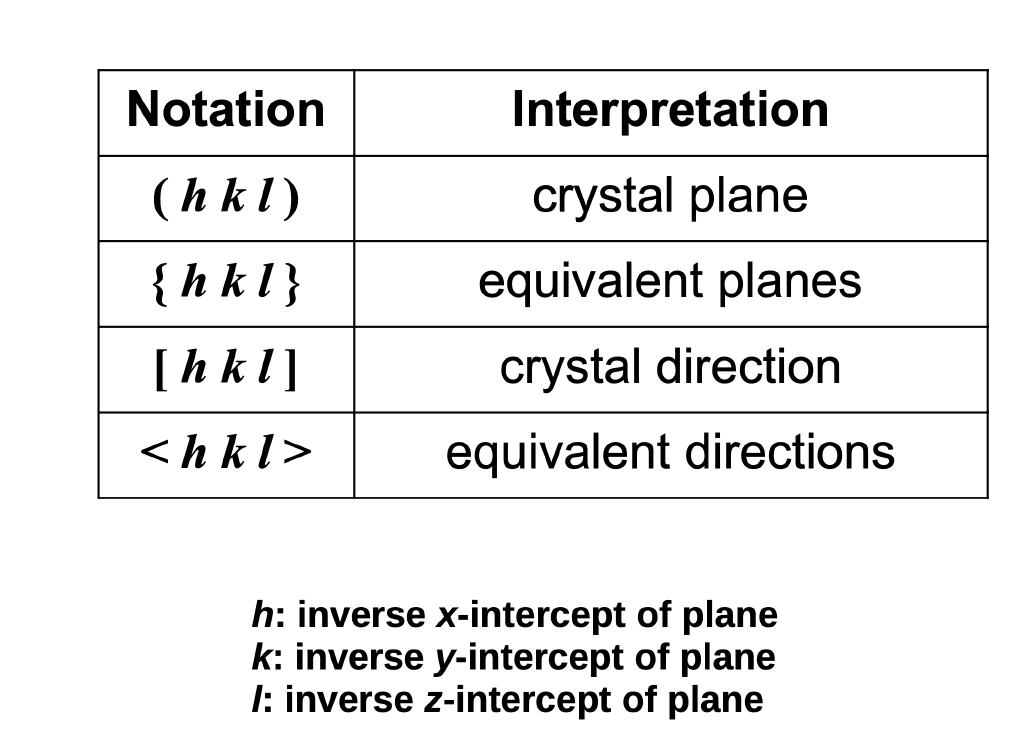 Notation Interpretation
( h k l ) crystal plane
{ h k l } equivalent planes
[ h k l ] crystal direction
< h k l > equivalent directions
h: inverse x-intercept of plane
k: inverse y-intercept of plane
l: inverse z-intercept of plane